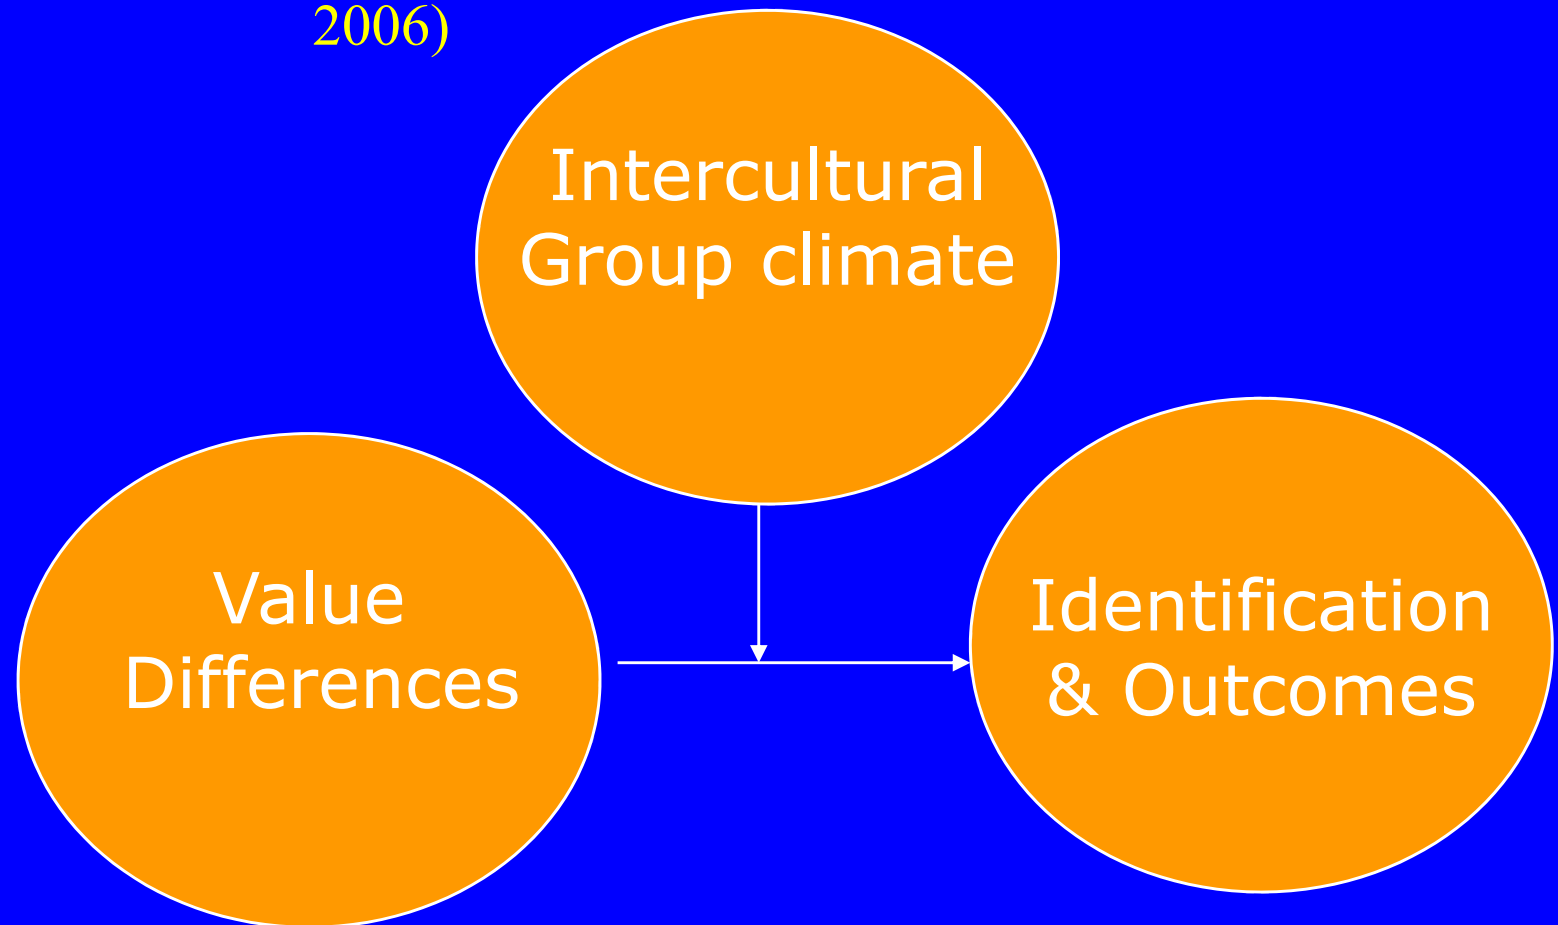 2006)
Intercultural
Group climate
Value
Differences
Identification
& Outcomes